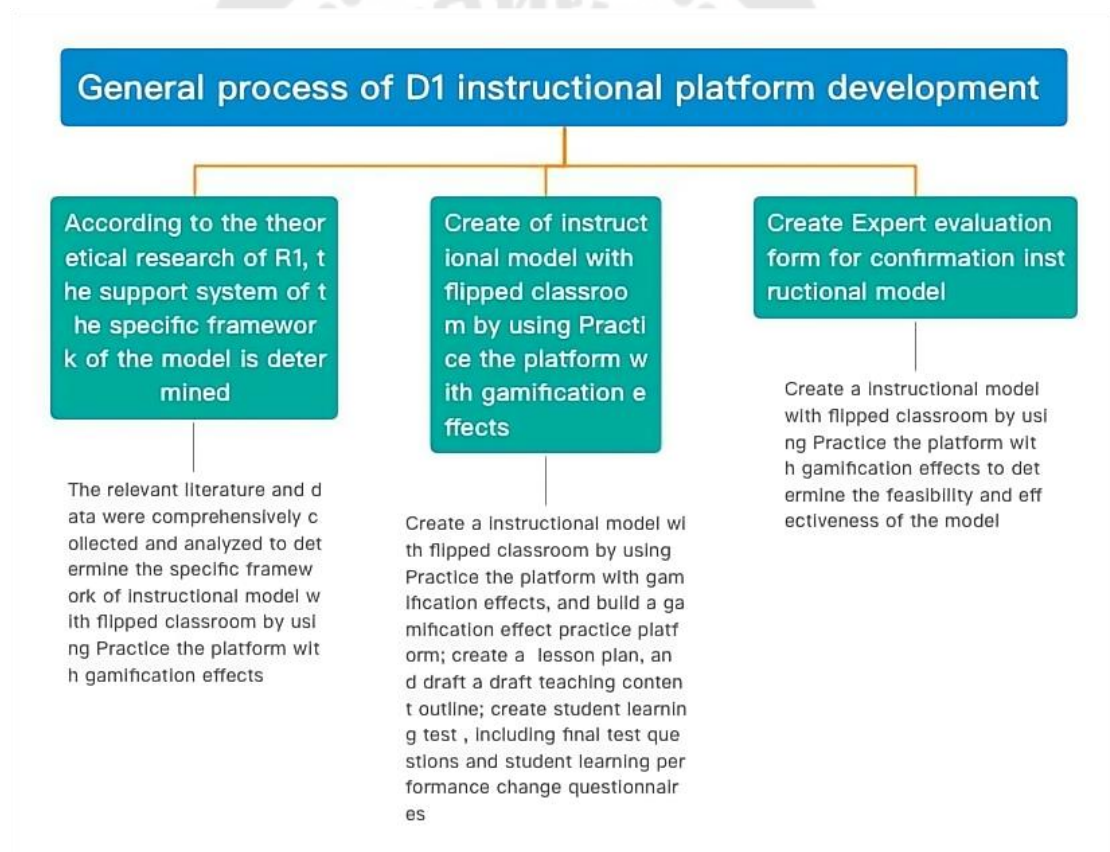 General process of D1 instructional platform development
According to the theor
etical research of R1, t
he support system of t
he specific framewor
k of the model is deter
mined
The relevant literature and d
ata were comprehensively c
ollected and analyzed to det
ermine the specific framew
ork of instructional model w
ith flipped classroom by usi
ng Practice the platform wit
h gamification effects
Create of instruct
ional model with
flipped classroo
m by using Practi
ce the platform w
ith gamification e
ffects
Create a instructional model wi
th flipped classroom by using
Practice the platform with gam
ification effects, and build a ga
mification effect practice platf
orm; create a lesson plan, an
d draft a draft teaching conten
t outline; create student learnin
g test , including final test que
stions and student learning per
formance change questionnair
es
Create Expert evaluation
form for confirmation inst
ructional model
Create a instructional model
with flipped classroom by usi
ng Practice the platform wit
h gamification effects to det
ermine the feasibility and eff
ectiveness of the model